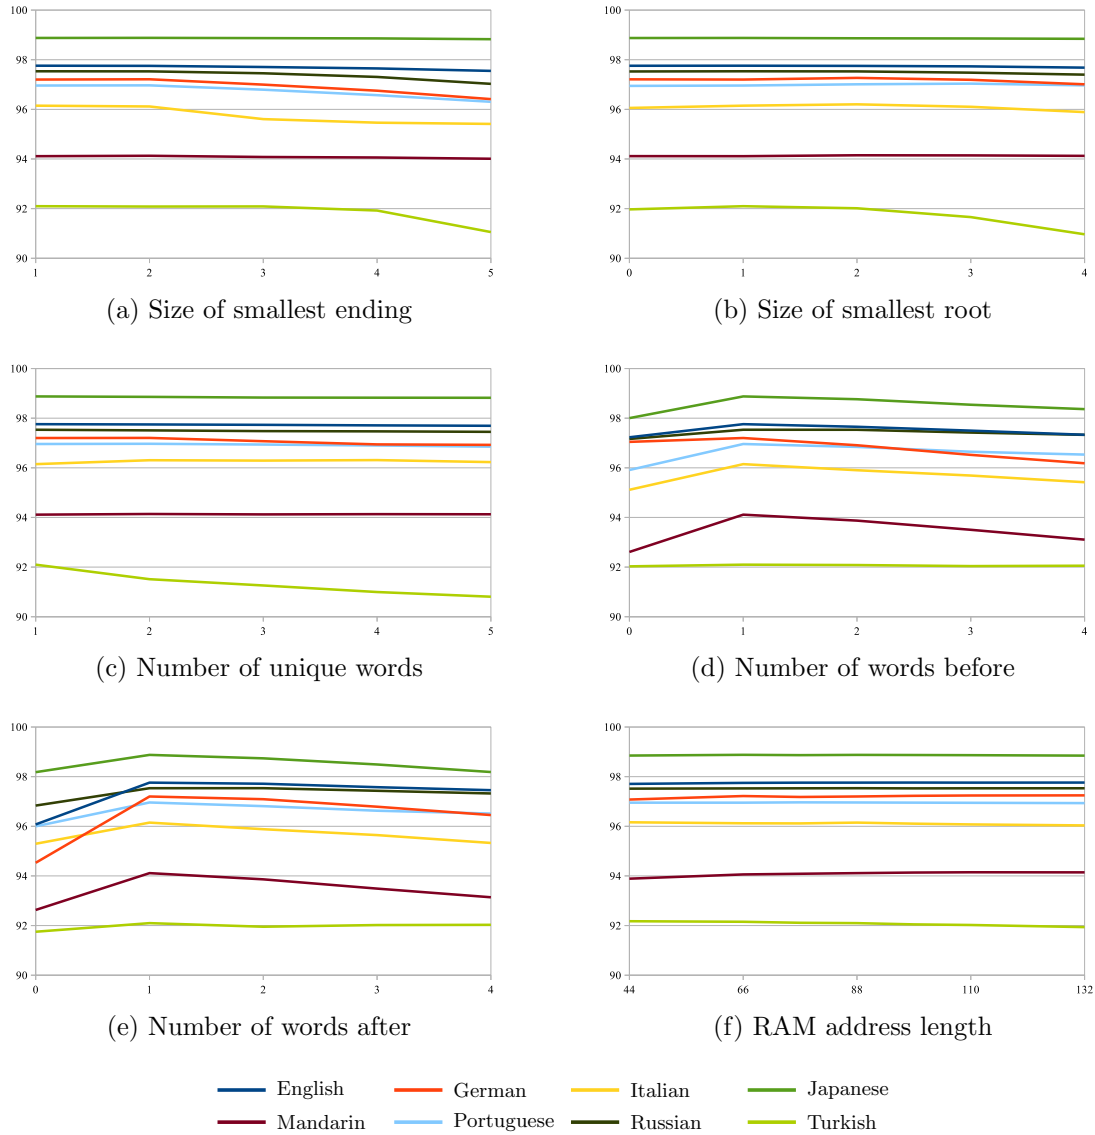 100
98
96
94
92
90
1 2 3 4 5
(a) Size of smallest ending
100
98
96
94
92
90
0 1 2 3 4
(b) Size of smallest root
100
98
96
94
92
90
1 2 3 4 5
(c) Number of unique words
100
98
96
94
92
90
0 1 2 3 4
(d) Number of words before
100
98
96
94
92
90
0 1 2 3 4
(e) Number of words after
100
98
96
94
92
90
44 66 88 110 132
(f) RAM address length
English German Italian Japanese
Mandarin Portuguese Russian Turkish